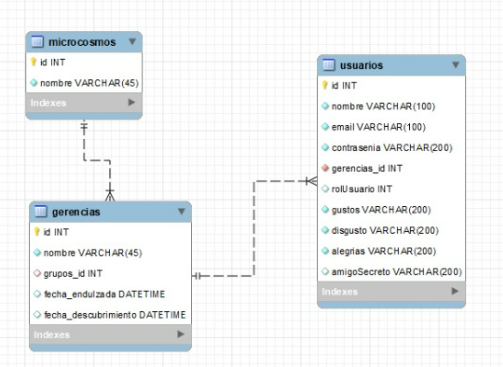 microcosmos
id INT
nombre VARCHAR(45)
Indexes
usuarios
id INT
nombre VARCHAR(100)
email VARCHAR(100)
contrasenia VARCHAR(200)
gerencias_id INT
rolUsuario INT
gustos VARCHAR(200)
disgusto VARCHAR(200)
alegrias VARCHAR(200)
amigoSecreto VARCHAR(200)
Indexes
gerencias
id INT
nombre VARCHAR(45)
grupos_id INT
fecha_endulzada DATETIME
fecha_descubrimiento DATETIME
Indexes